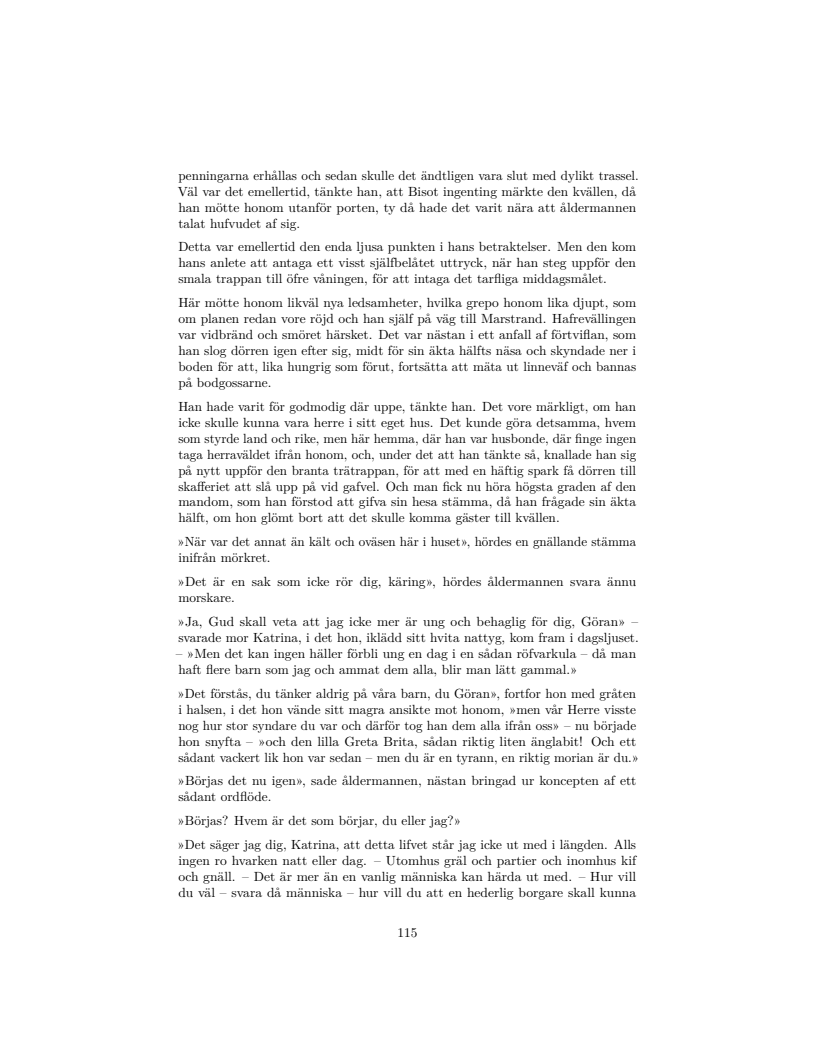 penningarna erhållas och sedan skulle det ändtligen vara slut med dylikt trassel.
Väl var det emellertid, tänkte han, att Bisot ingenting märkte den kvällen, då
han mötte honom utanför porten, ty då hade det varit nära att åldermannen
talat hufvudet af sig.
Detta var emellertid den enda ljusa punkten i hans betraktelser. Men den kom
hans anlete att antaga ett visst själfbelåtet uttryck, när han steg uppför den
smala trappan till öfre våningen, för att intaga det tarfliga middagsmålet.
Här mötte honom likväl nya ledsamheter, hvilka grepo honom lika djupt, som
om planen redan vore röjd och han själf på väg till Marstrand. Hafrevällingen
var vidbränd och smöret härsket. Det var nästan i ett anfall af förtviflan, som
han slog dörren igen efter sig, midt för sin äkta hälfts näsa och skyndade ner i
boden för att, lika hungrig som förut, fortsätta att mäta ut linneväf och bannas
på bodgossarne.
Han hade varit för godmodig där uppe, tänkte han. Det vore märkligt, om han
icke skulle kunna vara herre i sitt eget hus. Det kunde göra detsamma, hvem
som styrde land och rike, men här hemma, där han var husbonde, där finge ingen
taga herraväldet ifrån honom, och, under det att han tänkte så, knallade han sig
på nytt uppför den branta trätrappan, för att med en häftig spark få dörren till
skafferiet att slå upp på vid gafvel. Och man fick nu höra högsta graden af den
mandom, som han förstod att gifva sin hesa stämma, då han frågade sin äkta
hälft, om hon glömt bort att det skulle komma gäster till kvällen.
»När var det annat än kält och oväsen här i huset», hördes en gnällande stämma
inifrån mörkret.
»Det är en sak som icke rör dig, käring», hördes åldermannen svara ännu
morskare.
»Ja, Gud skall veta att jag icke mer är ung och behaglig för dig, Göran» –
svarade mor Katrina, i det hon, iklädd sitt hvita nattyg, kom fram i dagsljuset.
– »Men det kan ingen häller förbli ung en dag i en sådan röfvarkula – då man
haft flere barn som jag och ammat dem alla, blir man lätt gammal.»
»Det förstås, du tänker aldrig på våra barn, du Göran», fortfor hon med gråten
i halsen, i det hon vände sitt magra ansikte mot honom, »men vår Herre visste
nog hur stor syndare du var och därför tog han dem alla ifrån oss» – nu började
hon snyfta – »och den lilla Greta Brita, sådan riktig liten änglabit! Och ett
sådant vackert lik hon var sedan – men du är en tyrann, en riktig morian är du.»
»Börjas det nu igen», sade åldermannen, nästan bringad ur koncepten af ett
sådant ordflöde.
»Börjas? Hvem är det som börjar, du eller jag?»
»Det säger jag dig, Katrina, att detta lifvet står jag icke ut med i längden. Alls
ingen ro hvarken natt eller dag. – Utomhus gräl och partier och inomhus kif
och gnäll. – Det är mer än en vanlig människa kan härda ut med. – Hur vill
du väl – svara då människa – hur vill du att en hederlig borgare skall kunna
115